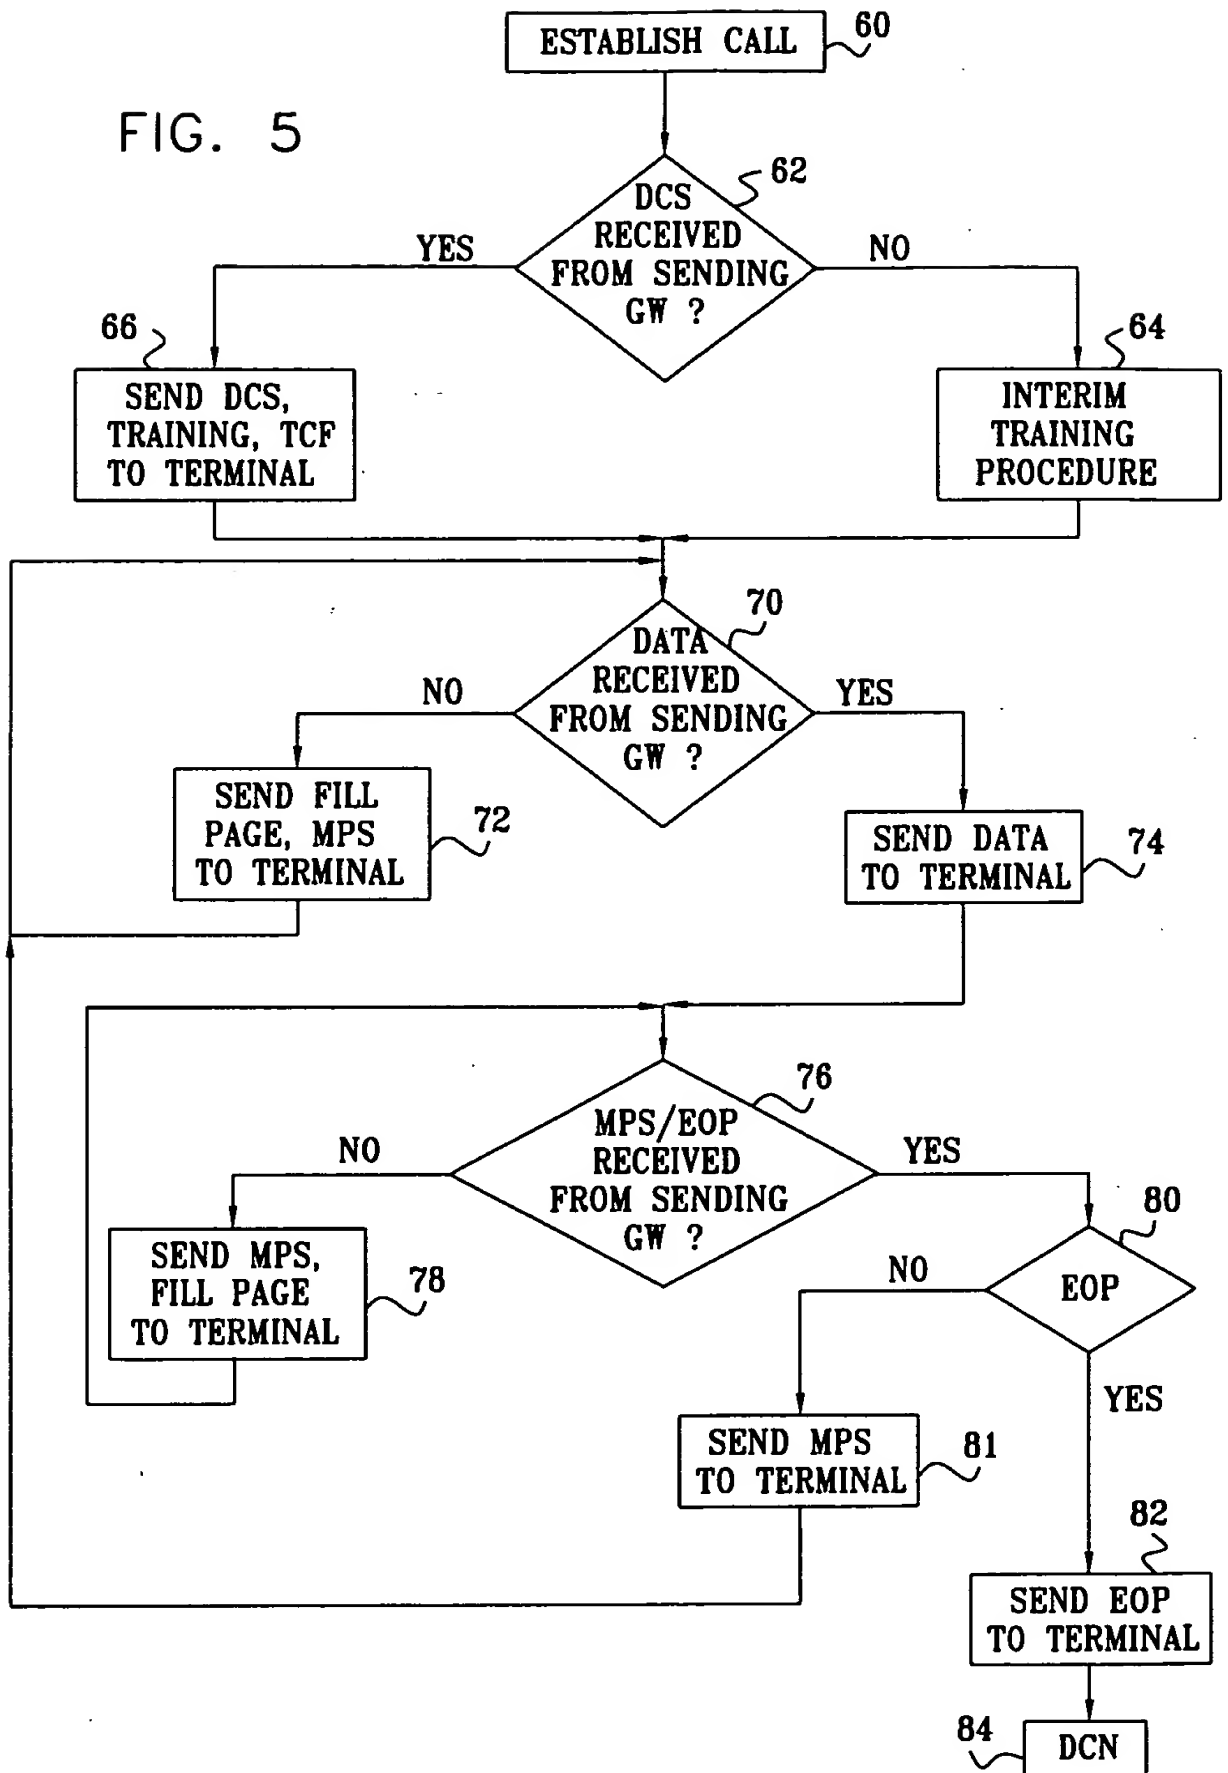 ESTABLISH CALL
60
FIG. 5
62
DCS
RECEIVED
FROM SENDING
GW ?
YES
NO
66
64
SEND DCS,
TRAINING, TCF
TO TERMINAL
INTERIM
TRAINING
PROCEDURE
70
DATA
RECEIVED
FROM SENDING
GW ?
NO
YES
SEND FILL
PAGE, MPS
TO TERMINAL
72
SEND DATA
TO TERMINAL
74
76
MPS/EOP
RECEIVED
FROM SENDING
GW ?
NO
YES
80
SEND MPS,
FILL PAGE
TO TERMINAL
78
NO
EOP
YES
SEND MPS
TO TERMINAL
81
82
SEND EOP
TO TERMINAL
84
DCN